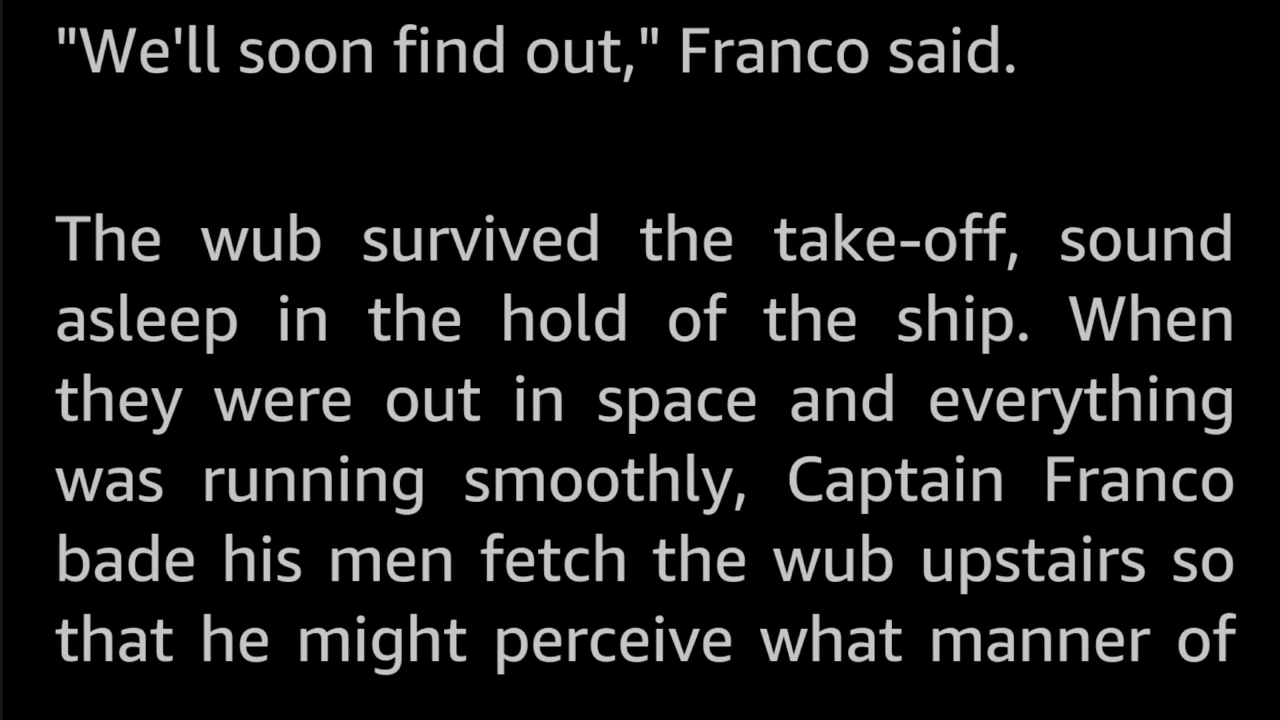 "We'll soon find out," Franco said.
The wub survived the take-off, sound
asleep in the hold of the ship. When
they were out in space and everything
was running smoothly, Captain Franco
bade his men fetch the wub upstairs so
that he might perceive what manner of